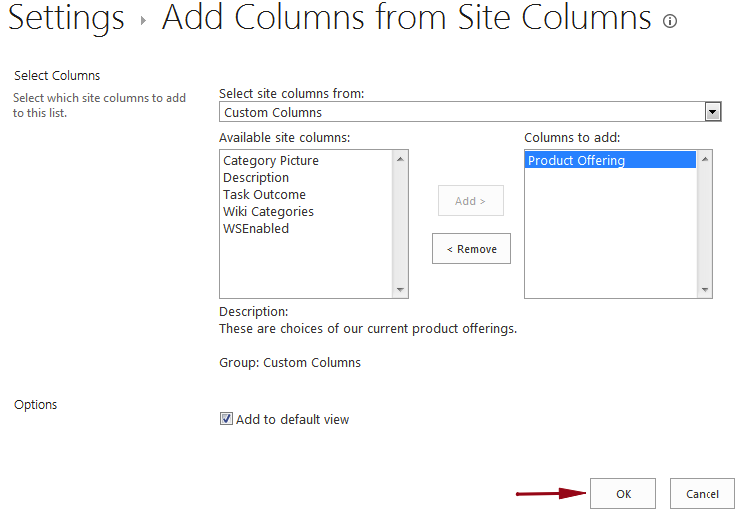 Settings ▸ Add Columns from Site Columns
Select Columns
Select which site columns to add
to this list.
Select site columns from:
Custom Columns
Available site columns:
Category Picture
Description
Task Outcome
Wiki Categories
WSEnabled
Add >
< Remove
Columns to add:
Product Offering
Description:
These are choices of our current product offerings.
Group: Custom Columns
Options
Add to default view
OK
Cancel